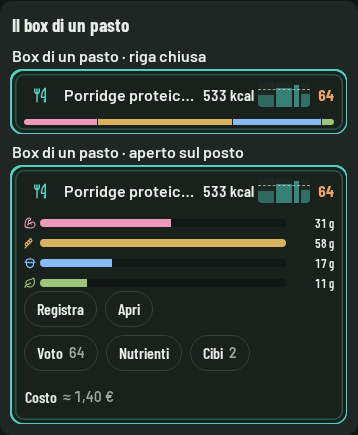 Il box di un pasto
Box di un pasto · riga chiusa
Porridge proteic… 533 kcal 64
Box di un pasto · aperto sul posto
Porridge proteic… 533 kcal 64
31 g
58 g
17 g
11 g
Registra Apri
Voto 64 Nutrienti Cibi 2
Costo ≈ 1,40 €